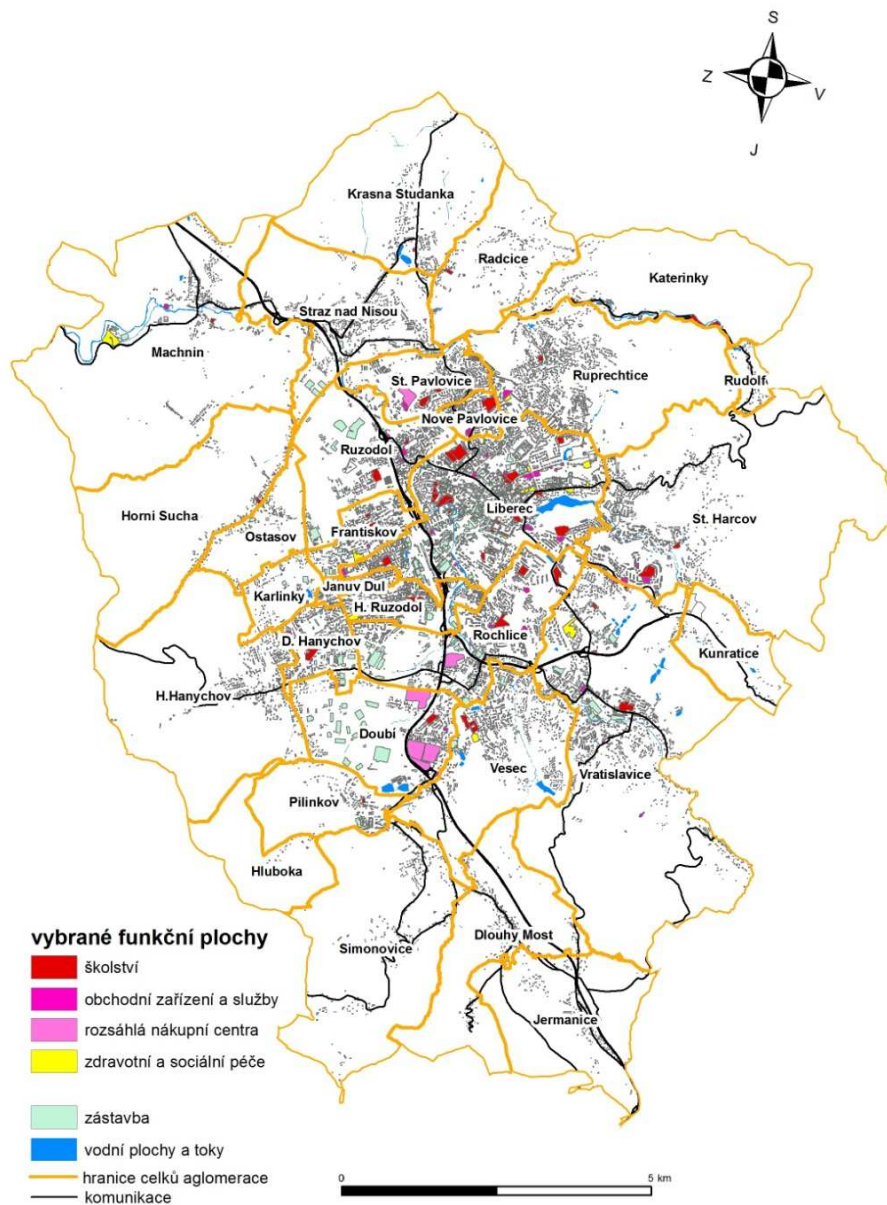 S
Z
V
J
Krasna Studanka
Radcice
Katerinky
Straz nad Nisou
Machnin
St. Pavlovice
Ruprechtice
Rudolf
Nove Pavlovice
Ruzodol
Liberec
Horni Sucha
St. Harcov
Ostasov
Frantiskov
Karlinky
Januv Dul
H. Ruzodol
D. Hanychov
Rochlice
Kunratice
H.Hanychov
Doubí
Vesec
Vratislavice
Pilinkov
Hluboka
Simonovice
Dlouhy Most
Jermanice
vybrané funkční plochy
školství
obchodní zařízení a služby
rozsáhlá nákupní centra
zdravotní a sociální péče
zástavba
vodní plochy a toky
hranice celků aglomerace
komunikace
0
5 km